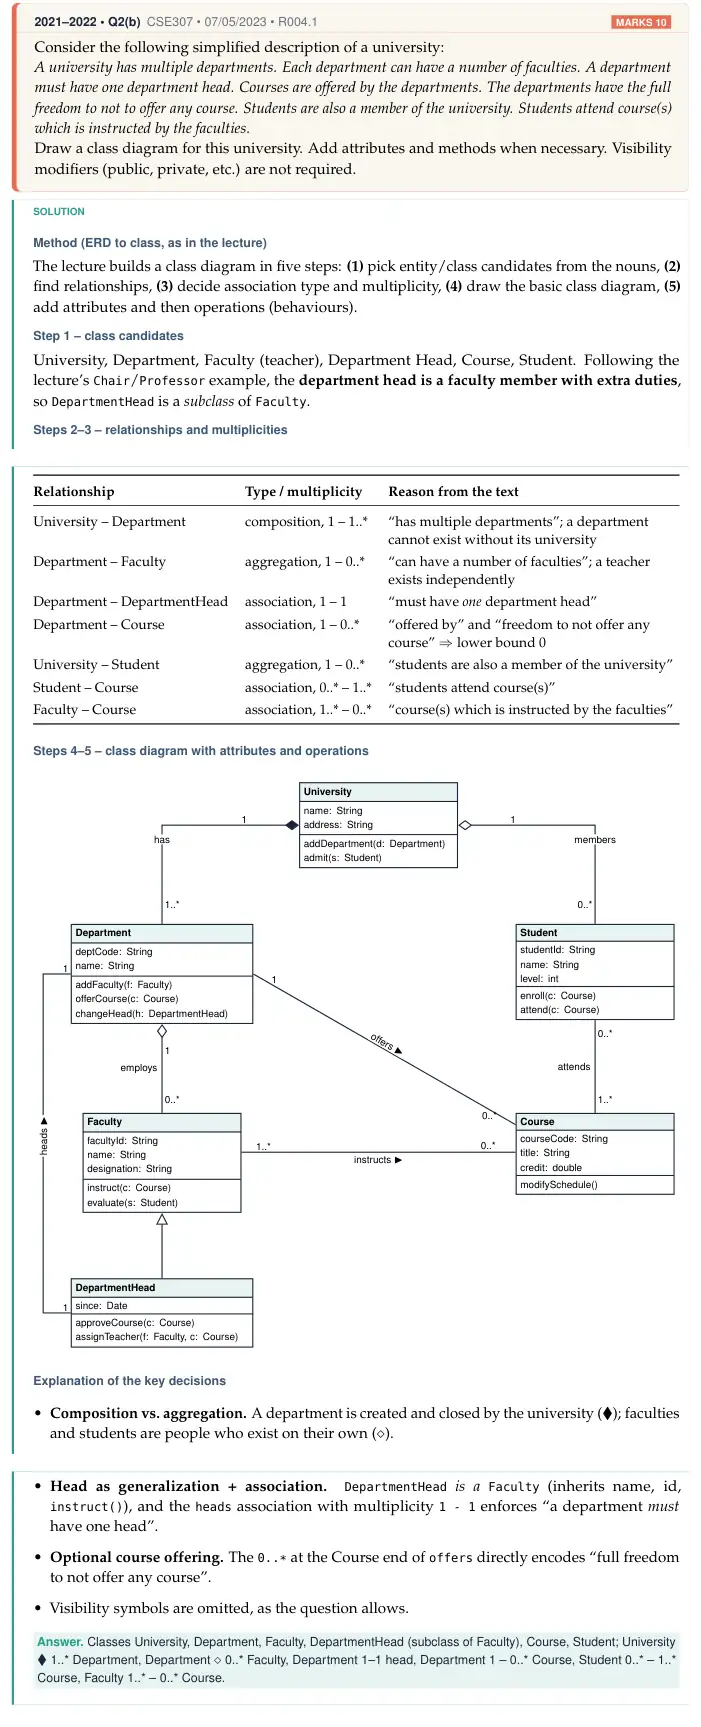 2021–2022 • Q2(b) CSE307 • 07/05/2023 • R004.1 MARKS 10
Consider the following simplified description of a university:
A university has multiple departments. Each department can have a number of faculties. A department
must have one department head. Courses are offered by the departments. The departments have the full
freedom to not to offer any course. Students are also a member of the university. Students attend course(s)
which is instructed by the faculties.
Draw a class diagram for this university. Add attributes and methods when necessary. Visibility
modifiers (public, private, etc.) are not required.
SOLUTION
Method (ERD to class, as in the lecture)
The lecture builds a class diagram in five steps: (1) pick entity/class candidates from the nouns, (2)
find relationships, (3) decide association type and multiplicity, (4) draw the basic class diagram, (5)
add attributes and then operations (behaviours).
Step 1 – class candidates
University, Department, Faculty (teacher), Department Head, Course, Student. Following the
lecture's Chair/Professor example, the department head is a faculty member with extra duties,
so DepartmentHead is a subclass of Faculty.
Steps 2–3 – relationships and multiplicities
Relationship Type / multiplicity Reason from the text
University – Department composition, 1 – 1..* “has multiple departments”; a department
cannot exist without its university
Department – Faculty aggregation, 1 – 0..* “can have a number of faculties”; a teacher
exists independently
Department – DepartmentHead association, 1 – 1 “must have one department head”
Department – Course association, 1 – 0..* “offered by” and “freedom to not offer any
course” ⇒ lower bound 0
University – Student aggregation, 1 – 0..* “students are also a member of the university”
Student – Course association, 0..* – 1..* “students attend course(s)”
Faculty – Course association, 1..* – 0..* “course(s) which is instructed by the faculties”
Steps 4–5 – class diagram with attributes and operations
University
name: String
address: String
addDepartment(d: Department)
admit(s: Student)
1
has
1..*
1
members
0..*
Department
deptCode: String
name: String
addFaculty(f: Faculty)
offerCourse(c: Course)
changeHead(h: DepartmentHead)
Student
studentId: String
name: String
level: int
enroll(c: Course)
attend(c: Course)
1
offers ▶
0..*
1
employs
0..*
0..*
attends
1..*
Faculty
facultyId: String
name: String
designation: String
instruct(c: Course)
evaluate(s: Student)
1..*
instructs ▶
0..*
Course
courseCode: String
title: String
credit: double
modifySchedule()
1
heads ▶
1
DepartmentHead
since: Date
approveCourse(c: Course)
assignTeacher(f: Faculty, c: Course)
Explanation of the key decisions
• Composition vs. aggregation. A department is created and closed by the university (♦); faculties
and students are people who exist on their own (⋄).
• Head as generalization + association. DepartmentHead is a Faculty (inherits name, id,
instruct()), and the heads association with multiplicity 1 - 1 enforces “a department must
have one head”.
• Optional course offering. The 0..* at the Course end of offers directly encodes “full freedom
to not offer any course”.
• Visibility symbols are omitted, as the question allows.
Answer. Classes University, Department, Faculty, DepartmentHead (subclass of Faculty), Course, Student; University
♦ 1..* Department, Department ⋄ 0..* Faculty, Department 1–1 head, Department 1 – 0..* Course, Student 0..* – 1..*
Course, Faculty 1..* – 0..* Course.